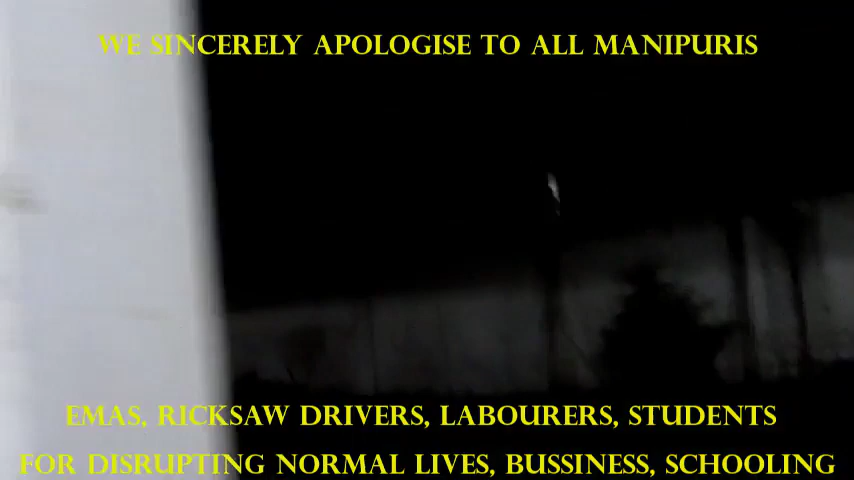 WE SINCERELY APOLOGISE TO ALL MANIPURIS
EMAS, RICKSAW DRIVERS, LABOURERS, STUDENTS
FOR DISRUPTING NORMAL LIVES, BUSSINESS, SCHOOLING